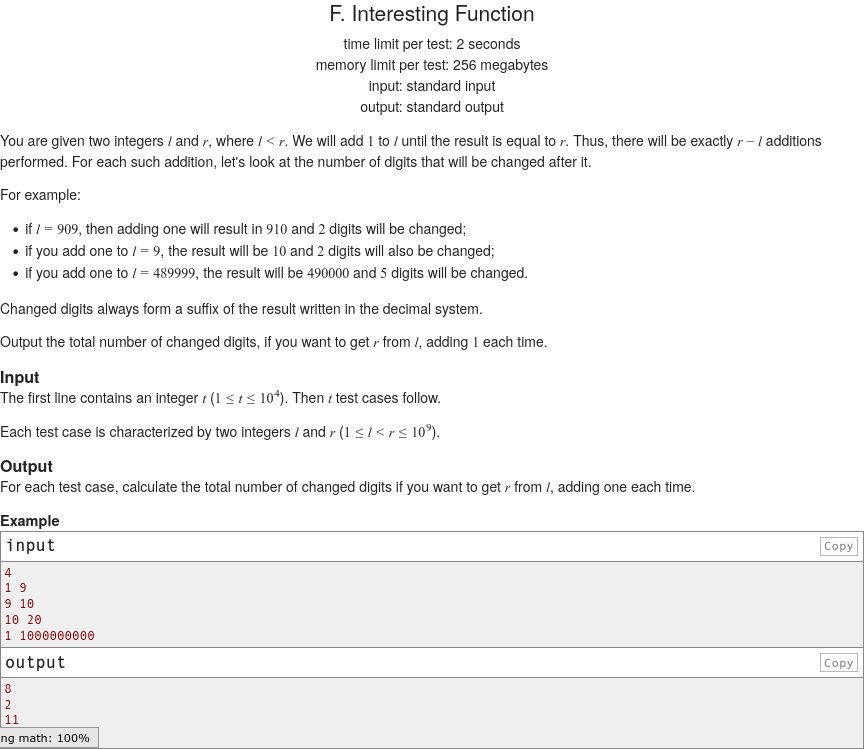 F. Interesting Function
time limit per test: 2 seconds
memory limit per test: 256 megabytes
input: standard input
output: standard output
You are given two integers l and r, where l < r. We will add 1 to l until the result is equal to r. Thus, there will be exactly r − l additions
performed. For each such addition, let's look at the number of digits that will be changed after it.
For example:
• if l = 909, then adding one will result in 910 and 2 digits will be changed;
• if you add one to l = 9, the result will be 10 and 2 digits will also be changed;
• if you add one to l = 489999, the result will be 490000 and 5 digits will be changed.
Changed digits always form a suffix of the result written in the decimal system.
Output the total number of changed digits, if you want to get r from l, adding 1 each time.
Input
The first line contains an integer t (1 ≤ t ≤ 10⁴). Then t test cases follow.
Each test case is characterized by two integers l and r (1 ≤ l < r ≤ 10⁹).
Output
For each test case, calculate the total number of changed digits if you want to get r from l, adding one each time.
Example
input Copy
4
1 9
9 10
10 20
1 1000000000
output Copy
8
2
11
ng math: 100%